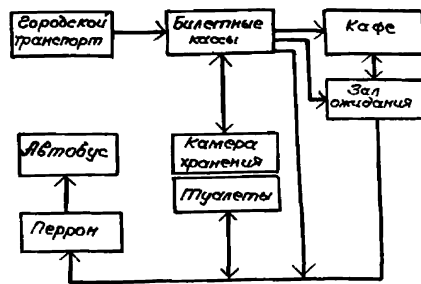 Городской
транспорт
Билетные
кассы
Кафе
Зал
ожидания
Автобус
Камера
хранения
Туалеты
Перрон